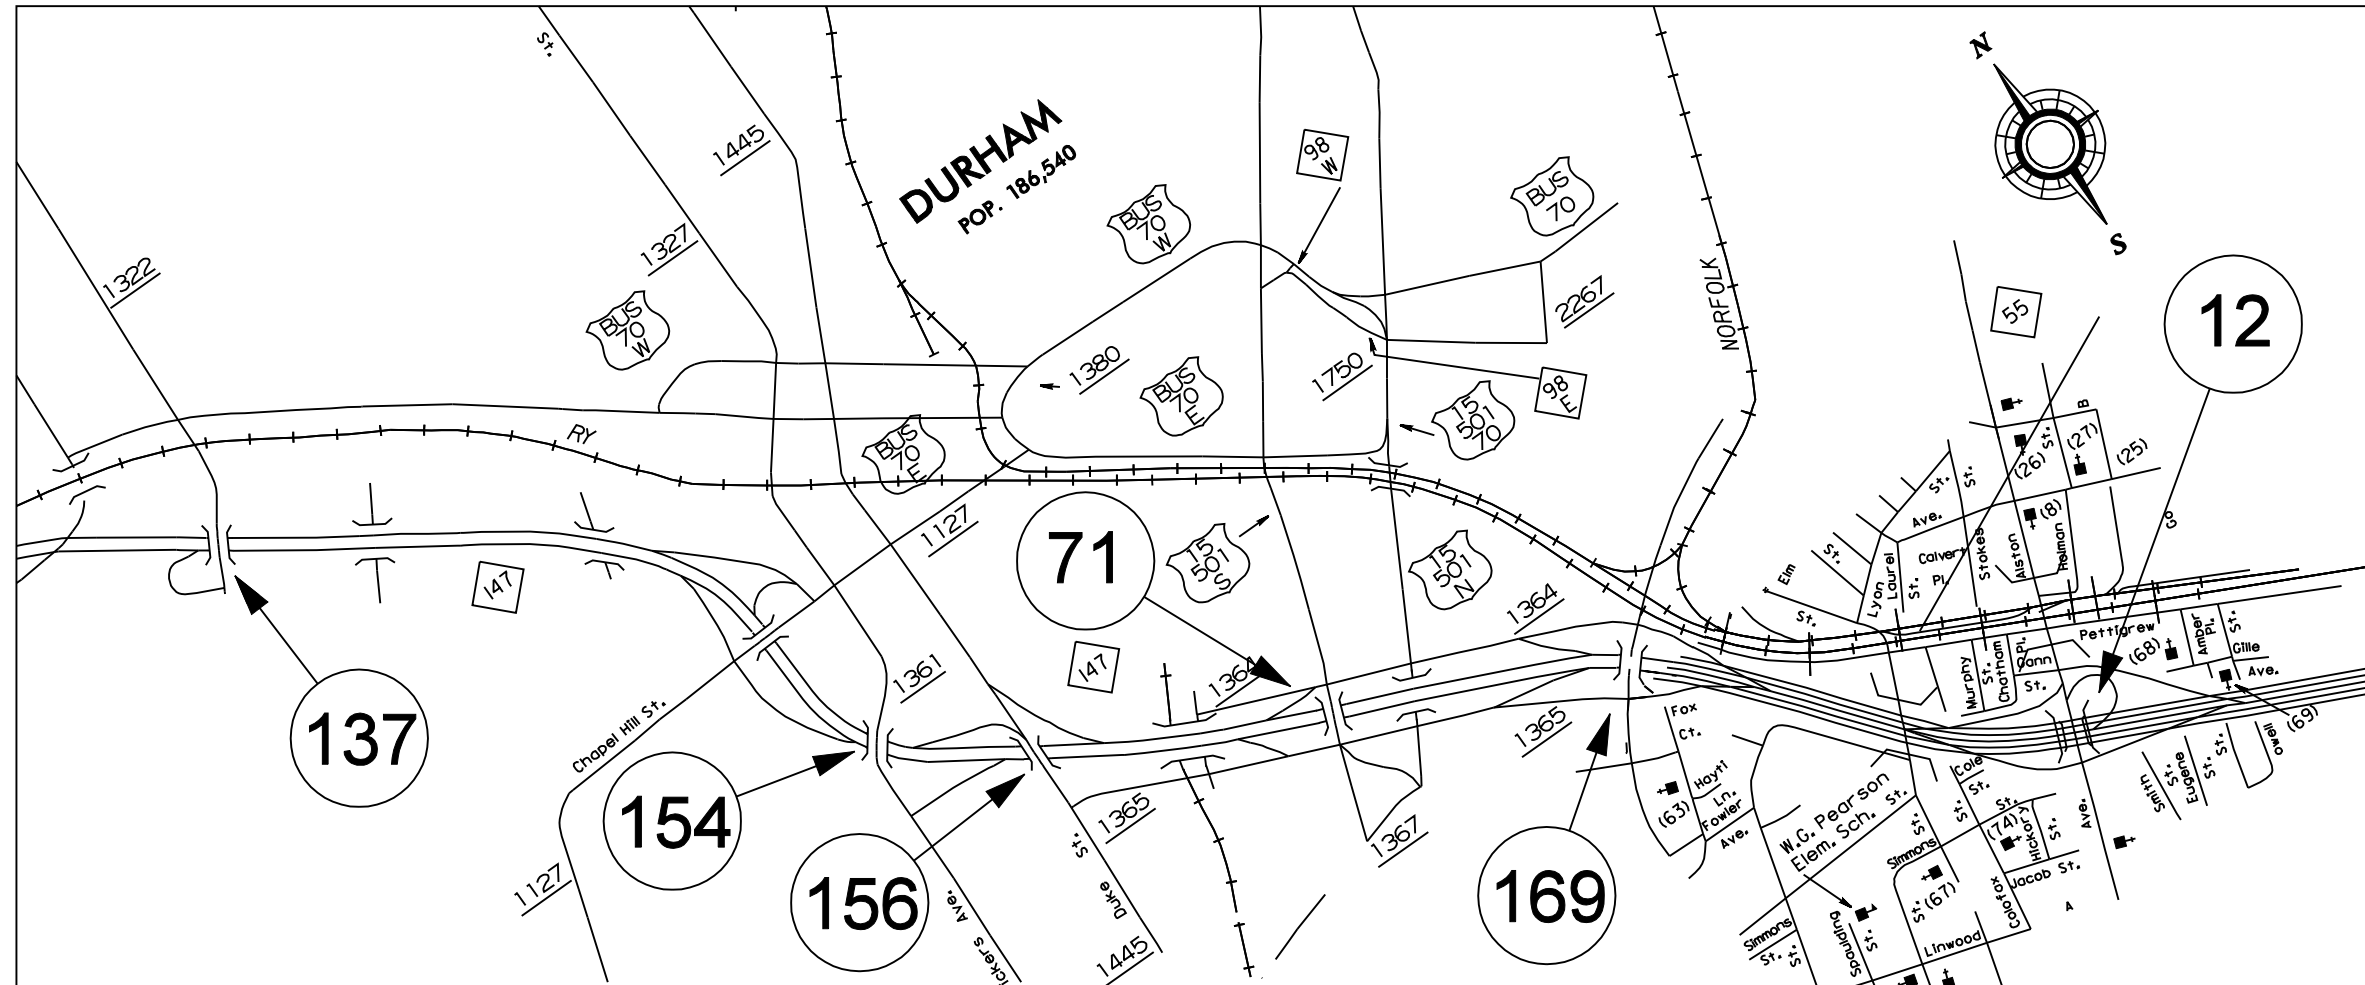 St.
1445
DURHAM
POP. 186,540
98
W
BUS
70
W
BUS
70
N
S
1322
1327
BUS
70
W
NORFOLK
2267
55
12
1380
1750
BUS
70
E
98
E
15
501
70
RY
BUS
70
E
B
St.
(27)
(26)
(25)
St.
St.
Ave.
(8)
Go
1127
71
15
501
S
15
501
N
147
1364
Elm
St.
St.
Lyon
Laurel
St.
Calvert
Pl.
Stokes
Alston
Holman
Pettigrew
Amber
Pl.
St.
Gille
Ave.
(68)
(69)
Murphy
St.
Chatham
Pl.
Cann
St.
137
1361
147
1364
Chapel Hill St.
1365
Fox
Ct.
Hayti
Ln.
Fowler
Ave.
(63)
154
1365
1367
156
169
1127
St.
Duke
Ave.
ickers
1445
W.G. Pearson
Elem. Sch.
St.
Cole
St.
St.
St.
St.
(74)
Hickory
St.
Ave.
Smith
St.
Eugene
St.
St.
owell
Simmons
(67)
St.
Jacob St.
Colofax
A
Linwood
Simmons
St.
St.
Spaulding
St.